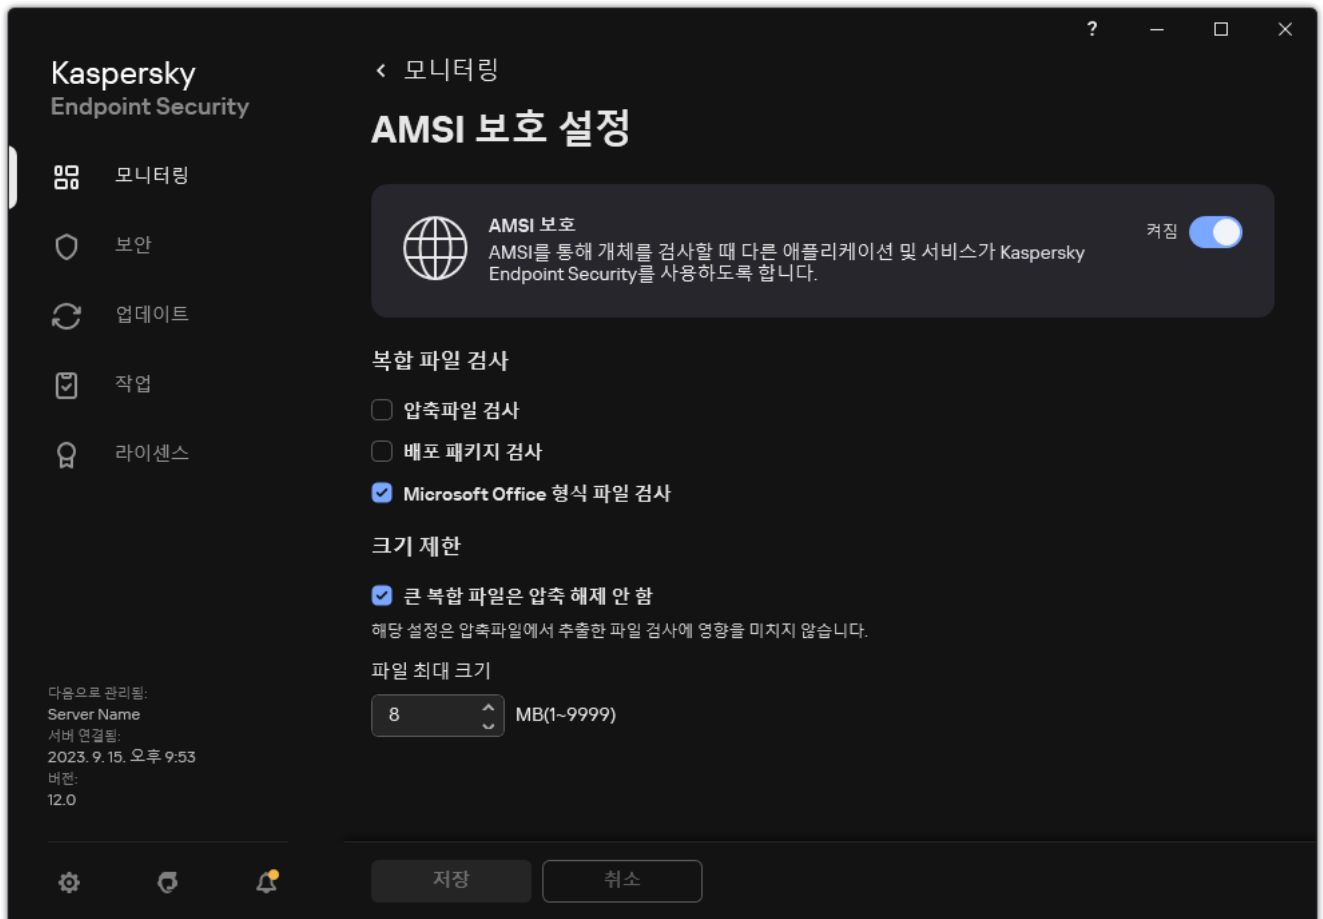 ?
Kaspersky
Endpoint Security
모니터링
보안
업데이트
작업
라이센스
다음으로 관리됨:
Server Name
서버 연결됨:
2023. 9. 15. 오후 9:53
버전:
12.0
모니터링
AMSI 보호 설정
AMSI 보호
AMSI를 통해 개체를 검사할 때 다른 애플리케이션 및 서비스가 Kaspersky
Endpoint Security를 사용하도록 합니다.
켜짐
복합 파일 검사
압축파일 검사
배포 패키지 검사
Microsoft Office 형식 파일 검사
크기 제한
큰 복합 파일은 압축 해제 안 함
해당 설정은 압축파일에서 추출한 파일 검사에 영향을 미치지 않습니다.
파일 최대 크기
8 MB(1~9999)
저장
취소